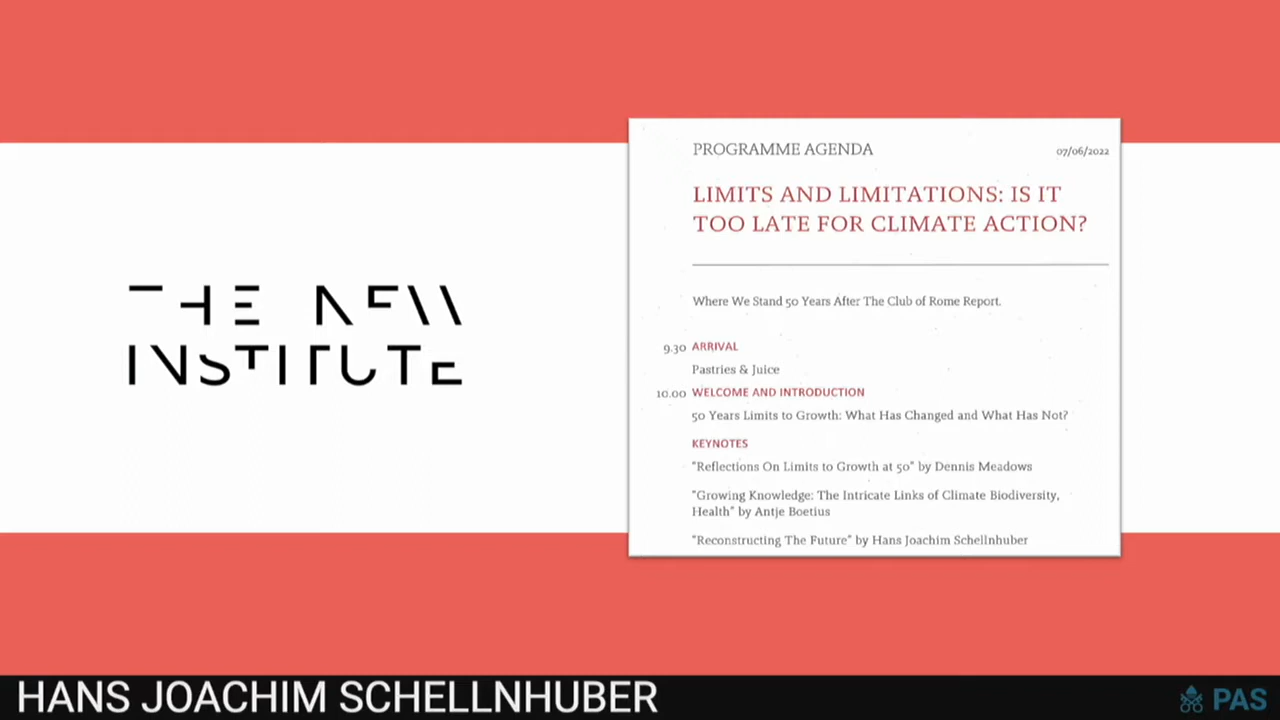 THE NEW
INSTITUTE
PROGRAMME AGENDA
07/06/2022
LIMITS AND LIMITATIONS: IS IT
TOO LATE FOR CLIMATE ACTION?
Where We Stand 50 Years After The Club of Rome Report.
9.30 ARRIVAL
Pastries & Juice
10.00 WELCOME AND INTRODUCTION
50 Years Limits to Growth: What Has Changed and What Has Not?
KEYNOTES
"Reflections On Limits to Growth at 50" by Dennis Meadows
"Growing Knowledge: The Intricate Links of Climate Biodiversity,
Health" by Antje Boetius
"Reconstructing The Future" by Hans Joachim Schellnhuber
HANS JOACHIM SCHELLNHUBER
PAS